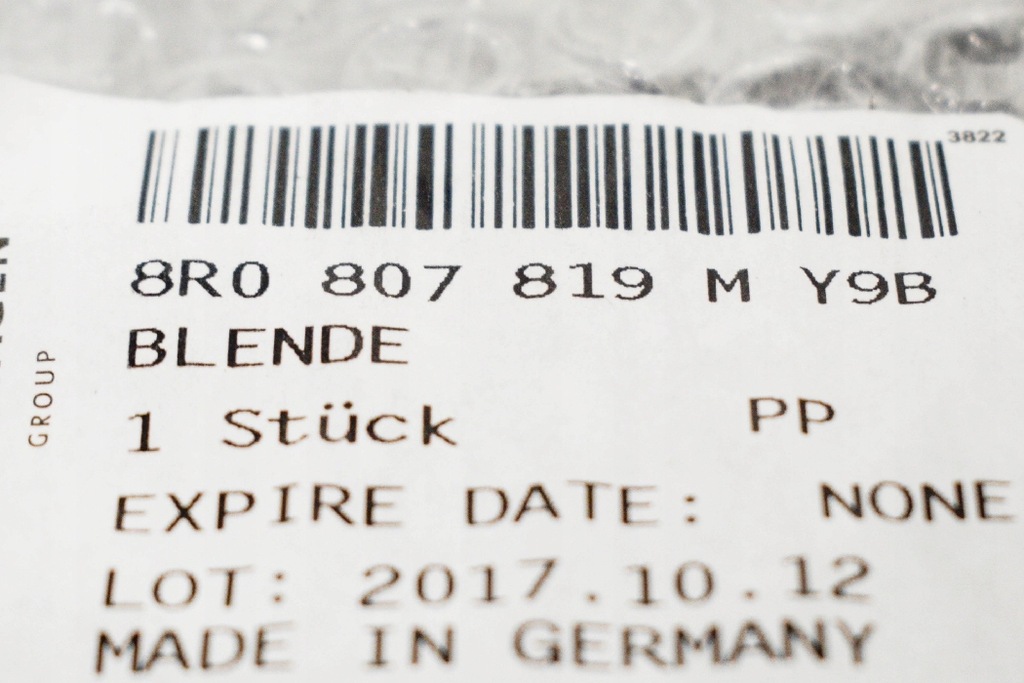 3822
8R0 807 819 M Y9B
BLENDE
1 Stück PP
EXPIRE DATE: NONE
LOT: 2017.10.12
MADE IN GERMANY
GROUP